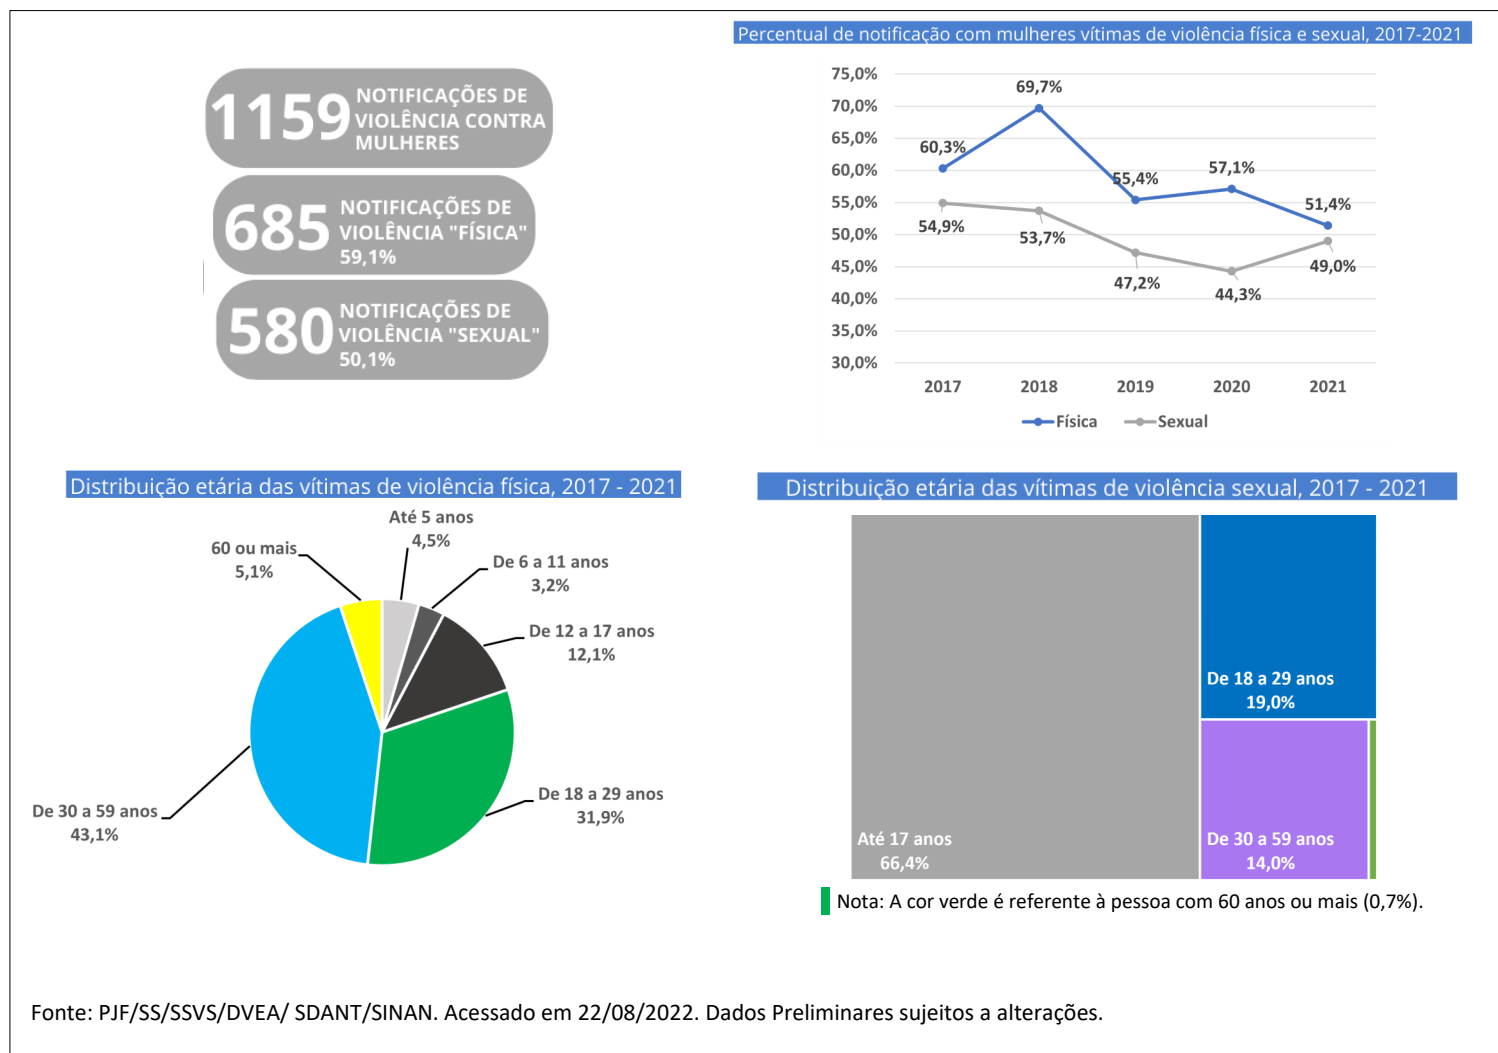 1159 NOTIFICAÇÕES DE
VIOLÊNCIA CONTRA
MULHERES
685 NOTIFICAÇÕES DE
VIOLÊNCIA "FÍSICA"
59,1%
580 NOTIFICAÇÕES DE
VIOLÊNCIA "SEXUAL"
50,1%
Percentual de notificação com mulheres vítimas de violência física e sexual, 2017-2021
75,0%
70,0%
65,0%
60,0%
55,0%
50,0%
45,0%
40,0%
35,0%
30,0%
60,3%
69,7%
55,4%
57,1%
51,4%
54,9%
53,7%
47,2%
44,3%
49,0%
2017 2018 2019 2020 2021
Física Sexual
Distribuição etária das vítimas de violência física, 2017 - 2021
Até 5 anos
4,5%
De 6 a 11 anos
3,2%
De 12 a 17 anos
12,1%
De 18 a 29 anos
31,9%
De 30 a 59 anos
43,1%
60 ou mais
5,1%
Distribuição etária das vítimas de violência sexual, 2017 - 2021
Até 17 anos
66,4%
De 18 a 29 anos
19,0%
De 30 a 59 anos
14,0%
Nota: A cor verde é referente à pessoa com 60 anos ou mais (0,7%).
Fonte: PJF/SS/SSVS/DVEA/ SDANT/SINAN. Acessado em 22/08/2022. Dados Preliminares sujeitos a alterações.